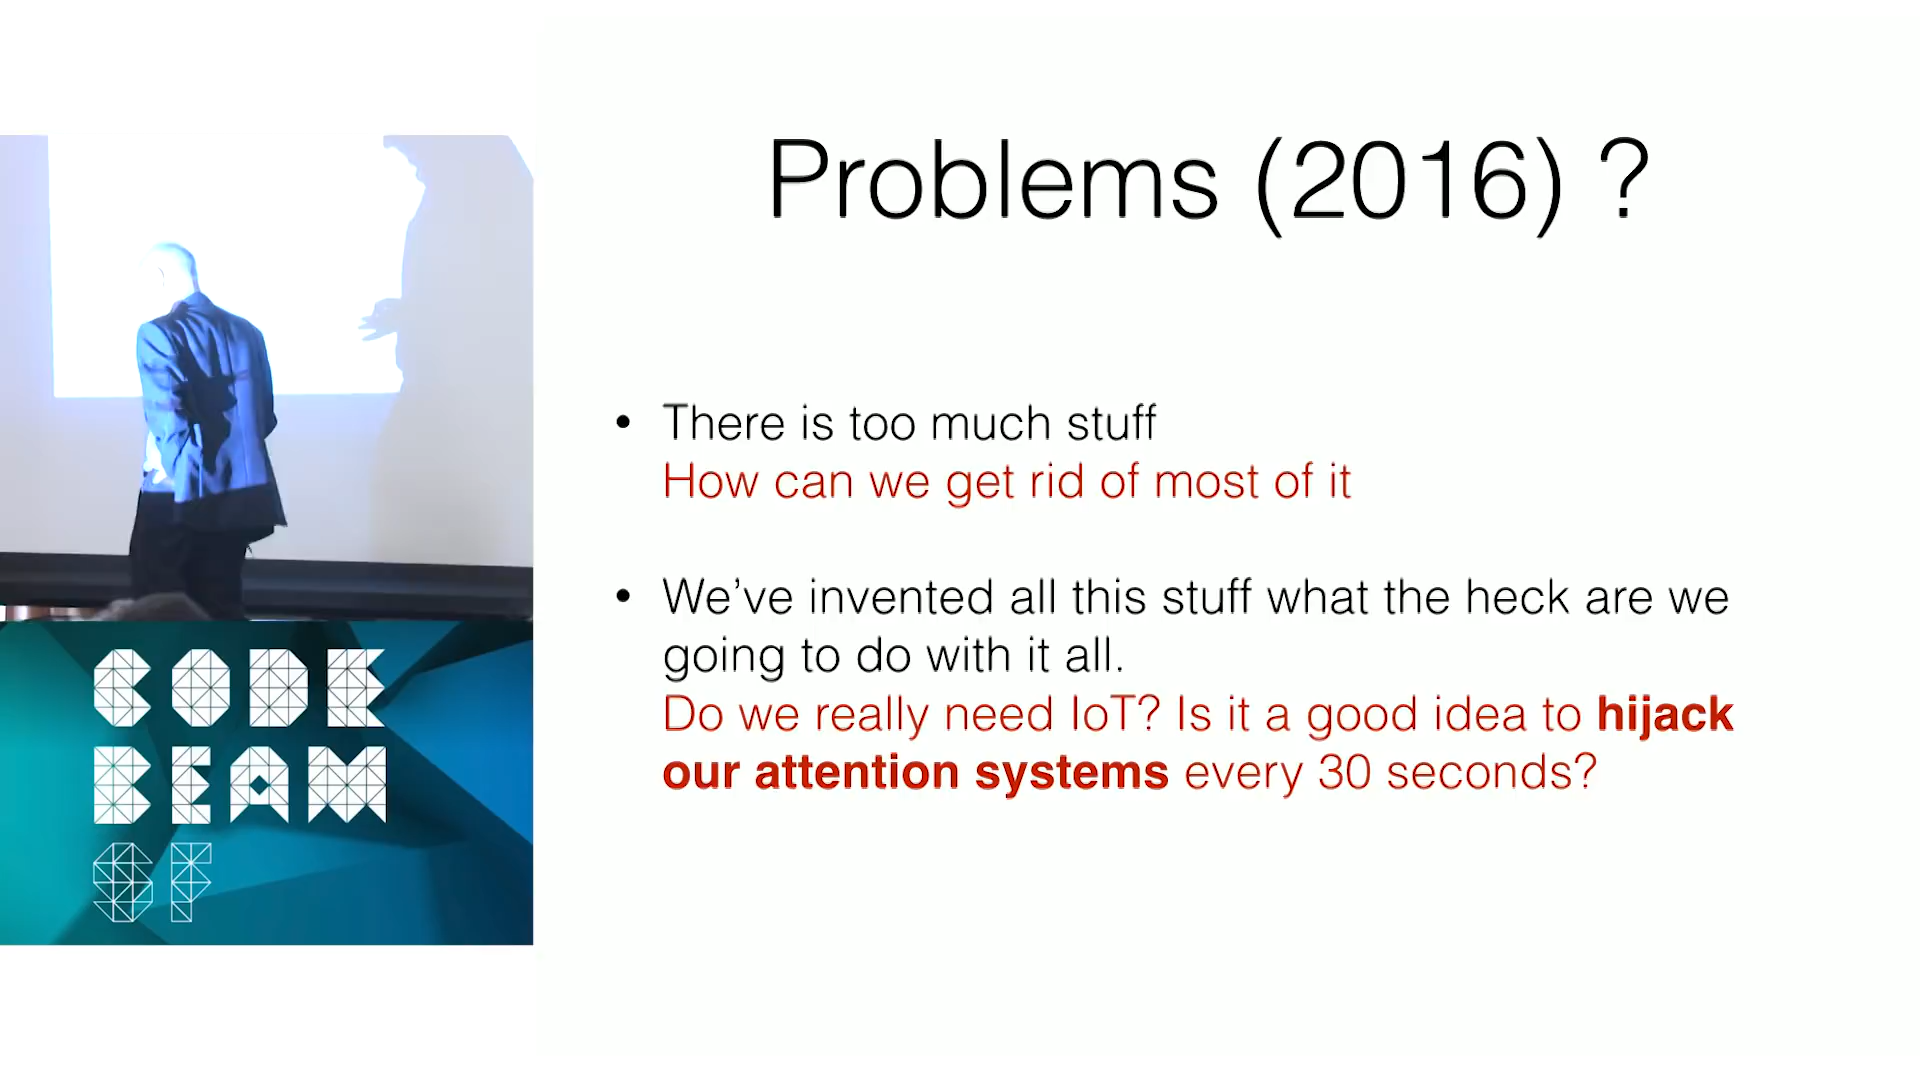 Problems (2016) ?
• There is too much stuff
How can we get rid of most of it
• We've invented all this stuff what the heck are we
going to do with it all.
Do we really need IoT? Is it a good idea to hijack
our attention systems every 30 seconds?
CODE
BEAM
SF